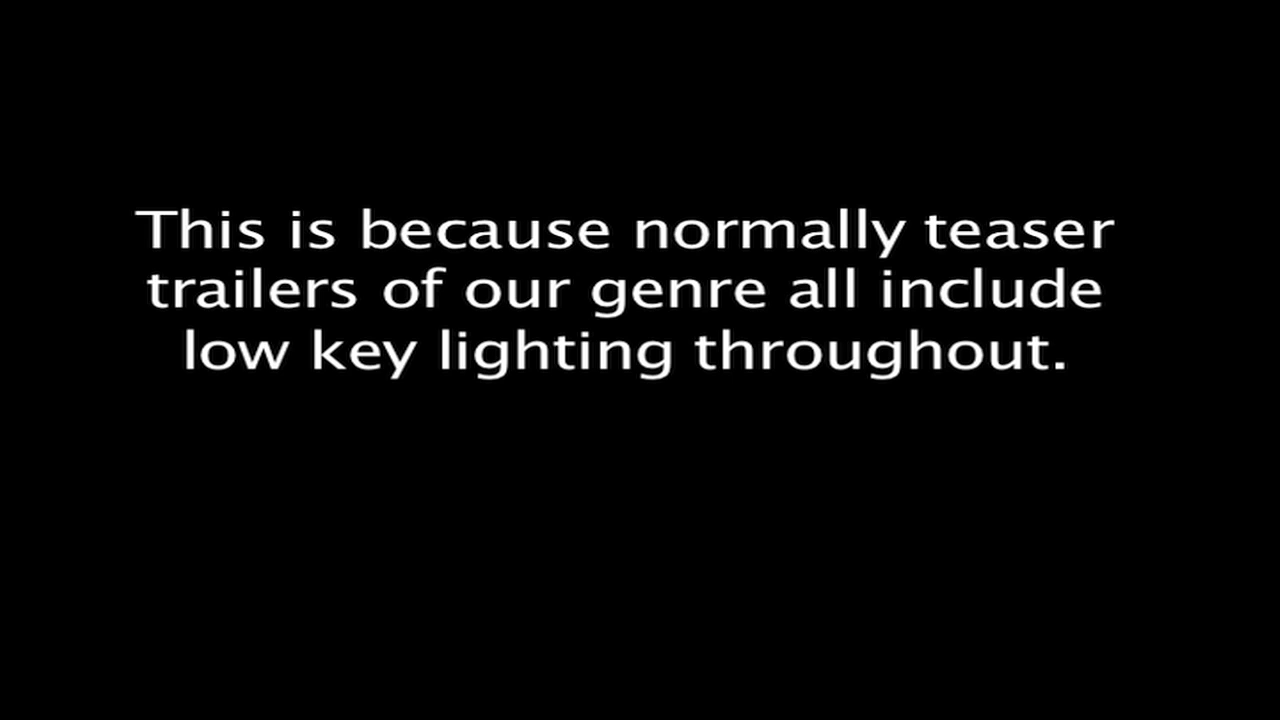 This is because normally teaser
trailers of our genre all include
low key lighting throughout.